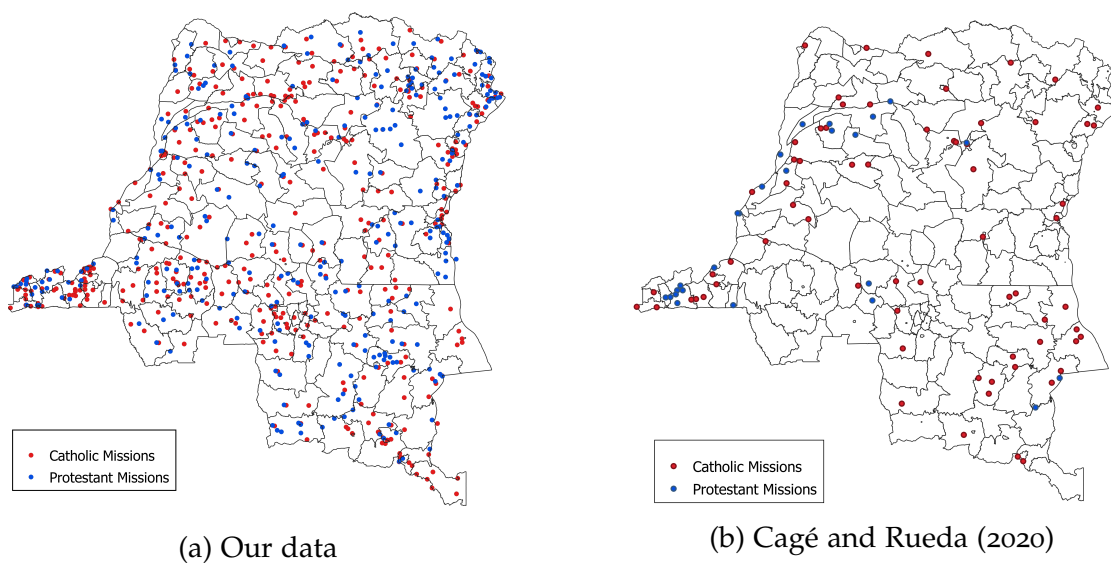 Catholic Missions
Protestant Missions
(a) Our data
Catholic Missions
Protestant Missions
(b) Cagé and Rueda (2020)